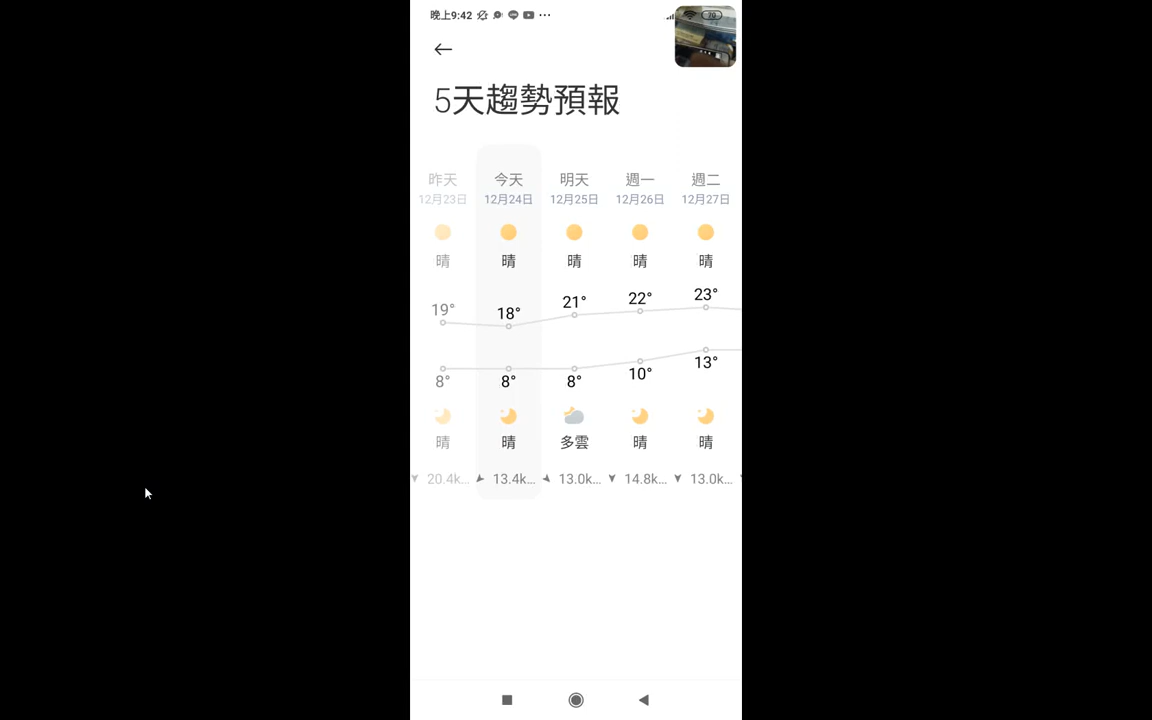 晚上9:42 ... 70
5天趨勢預報
昨天 今天 明天 週一 週二
12月23日 12月24日 12月25日 12月26日 12月27日
晴 晴 晴 晴 晴
19° 18° 21° 22° 23°
8° 8° 8° 10° 13°
晴 晴 多雲 晴 晴
20.4k... 13.4k... 13.0k... 14.8k... 13.0k...